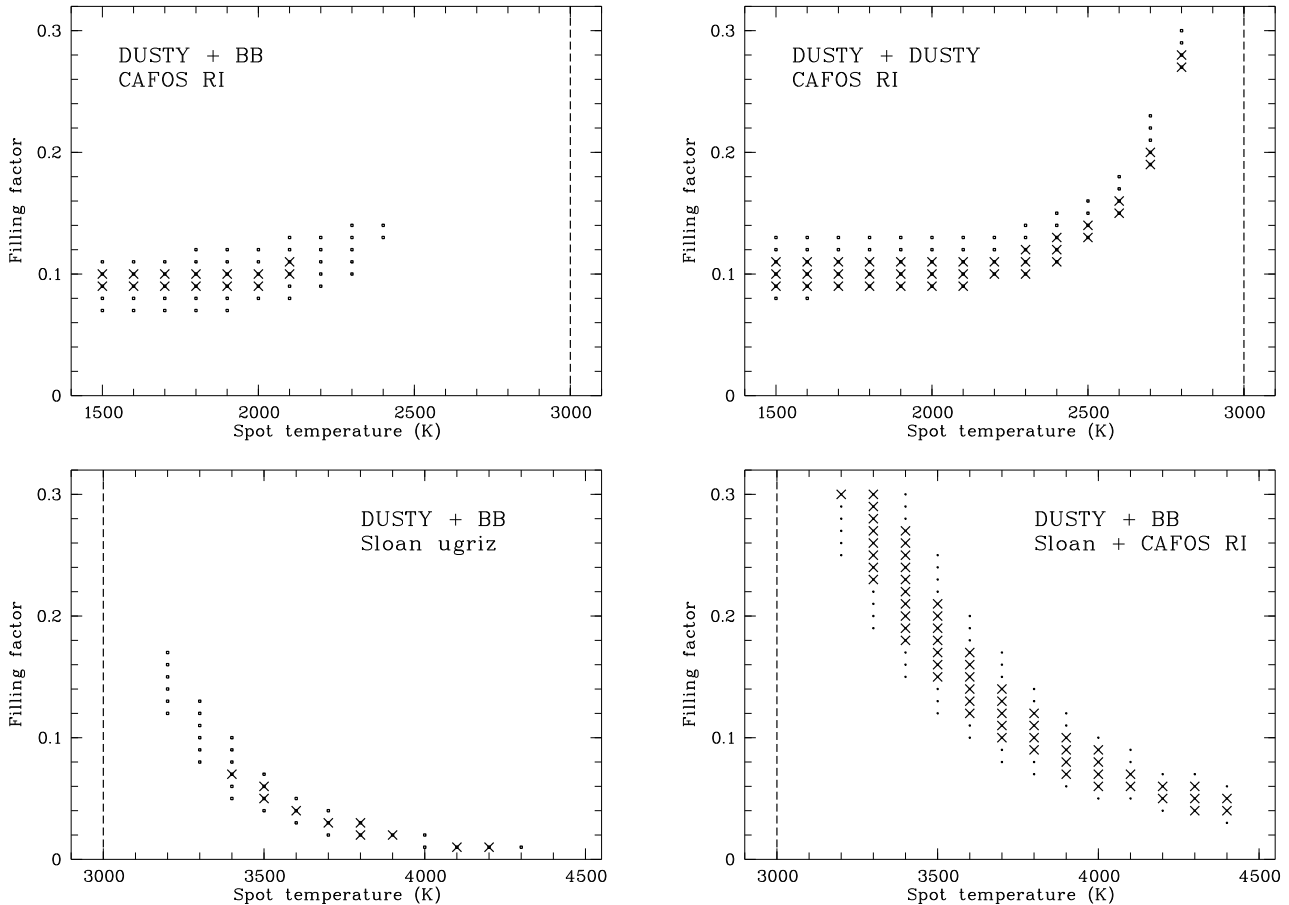 0.3
DUSTY + BB
CAFOS RI
0.2
Filling factor
0.1
0
1500 2000 2500 3000
Spot temperature (K)
0.3
DUSTY + DUSTY
CAFOS RI
0.2
Filling factor
0.1
0
1500 2000 2500 3000
Spot temperature (K)
0.3
DUSTY + BB
Sloan ugriz
0.2
Filling factor
0.1
0
3000 3500 4000 4500
Spot temperature (K)
0.3
DUSTY + BB
Sloan + CAFOS RI
0.2
Filling factor
0.1
0
3000 3500 4000 4500
Spot temperature (K)